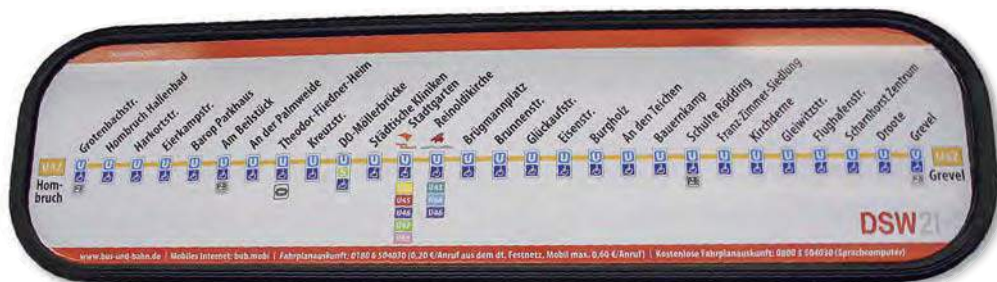 U42
Hom-
bruch
Grotenbachstr.
Hombruch Hallenbad
Harkortstr.
Eierkampstr.
Barop Parkhaus
Am Beilstück
An der Palmweide
Theodor-Fliedner-Heim
Kreuzstr.
DO-Möllerbrücke
Städtische Kliniken
Stadtgarten
Reinoldikirche
Brügmannplatz
Brunnenstr.
Glückaufstr.
Eisenstr.
Burgholz
An den Teichen
Bauernkamp
Schulte Rödding
Franz-Zimmer-Siedlung
Kirchderne
Gleiwitzstr.
Flughafenstr.
Scharnhorst Zentrum
Droote
Grevel
U42
Grevel
P+R
P+R
S
U45
U46
U43
U44
U46
P+R
P+R
DSW21
www.bus-und-bahn.de | Mobiles Internet: bub.mobi | Fahrplanauskunft: 0180 6 504030 (0,20 €/Anruf aus dem dt. Festnetz, Mobil max. 0,60 €/Anruf) | Kostenlose Fahrplanauskunft: 0800 3 504030 (Sprachcomputer)